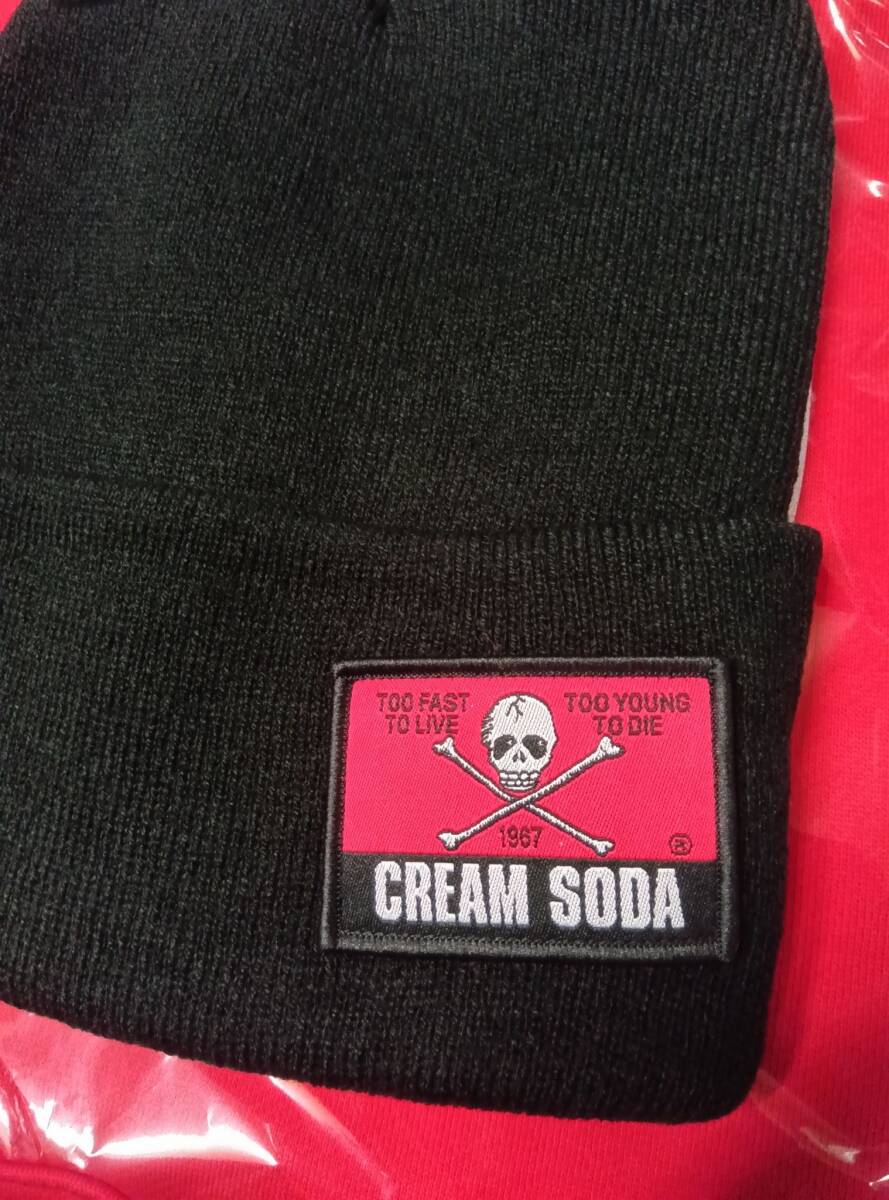 TOO FAST
TO LIVE
TOO YOUNG
TO DIE
1967
®
CREAM SODA